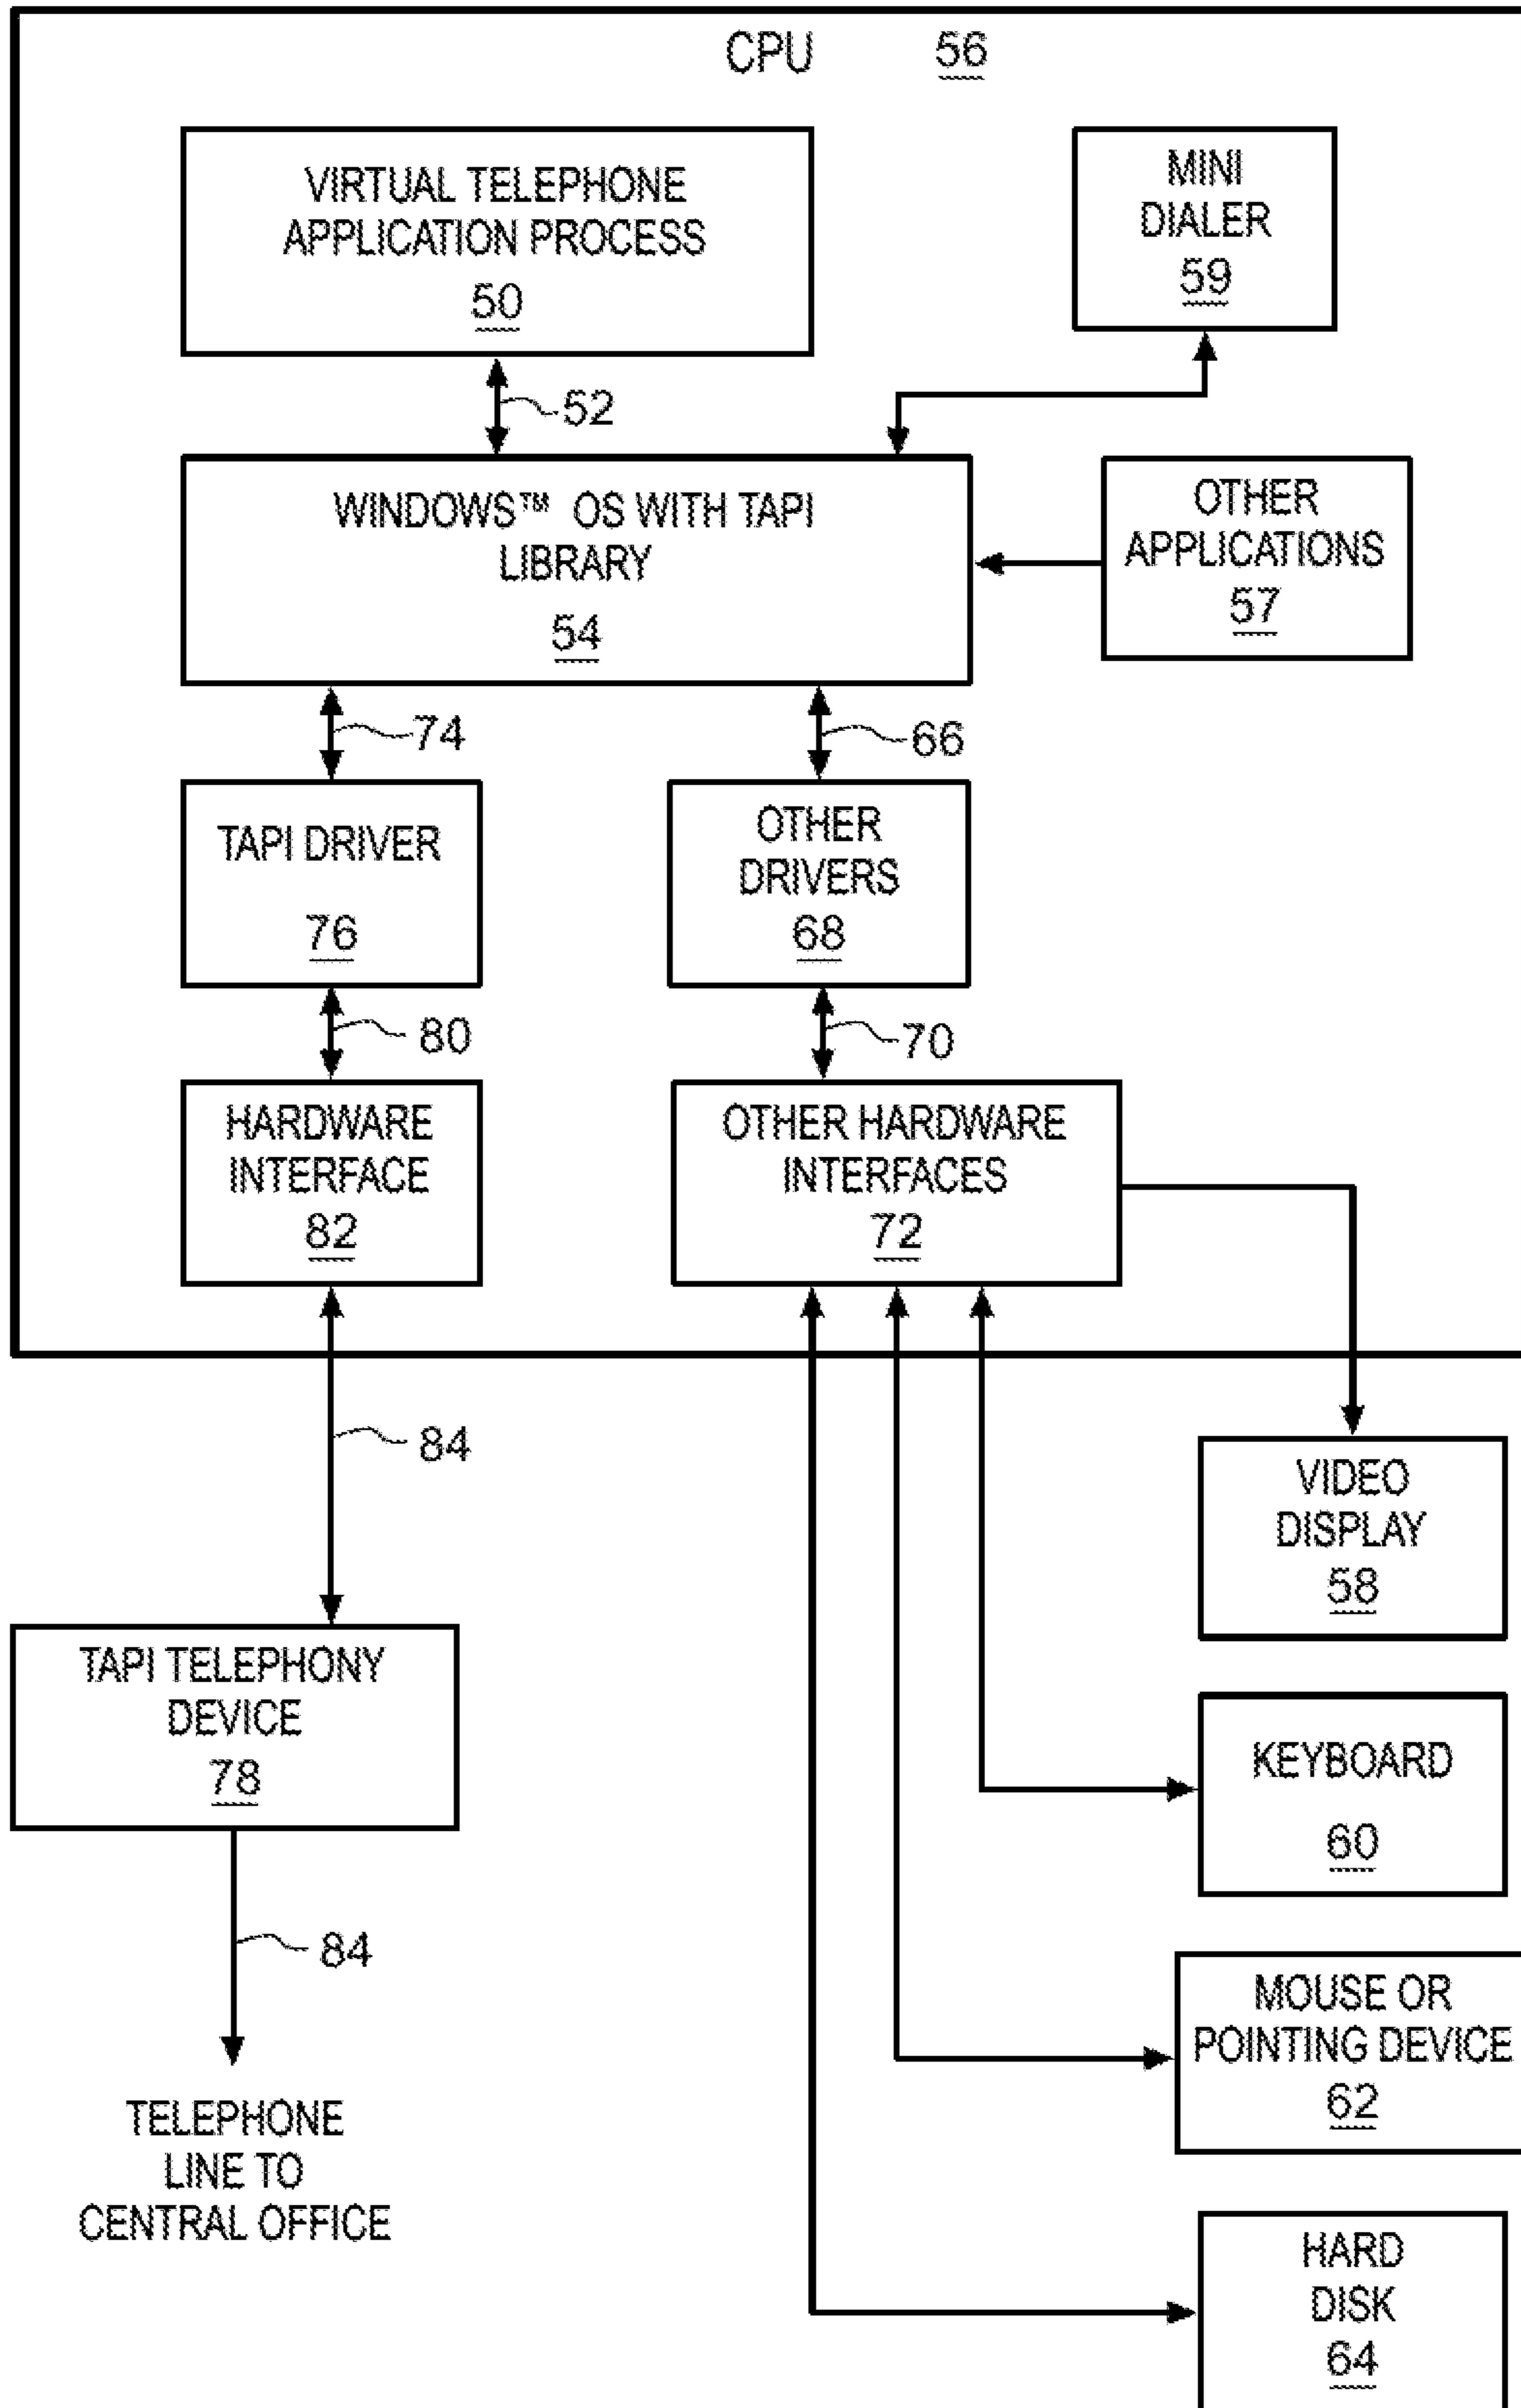 CPU 56
VIRTUAL TELEPHONE
APPLICATION PROCESS
50
MINI
DIALER
59
52
WINDOWS™ OS WITH TAPI
LIBRARY
54
OTHER
APPLICATIONS
57
74
66
TAPI DRIVER
76
OTHER
DRIVERS
68
80
70
HARDWARE
INTERFACE
82
OTHER HARDWARE
INTERFACES
72
84
VIDEO
DISPLAY
58
TAPI TELEPHONY
DEVICE
78
KEYBOARD
60
84
MOUSE OR
POINTING DEVICE
62
TELEPHONE
LINE TO
CENTRAL OFFICE
HARD
DISK
64